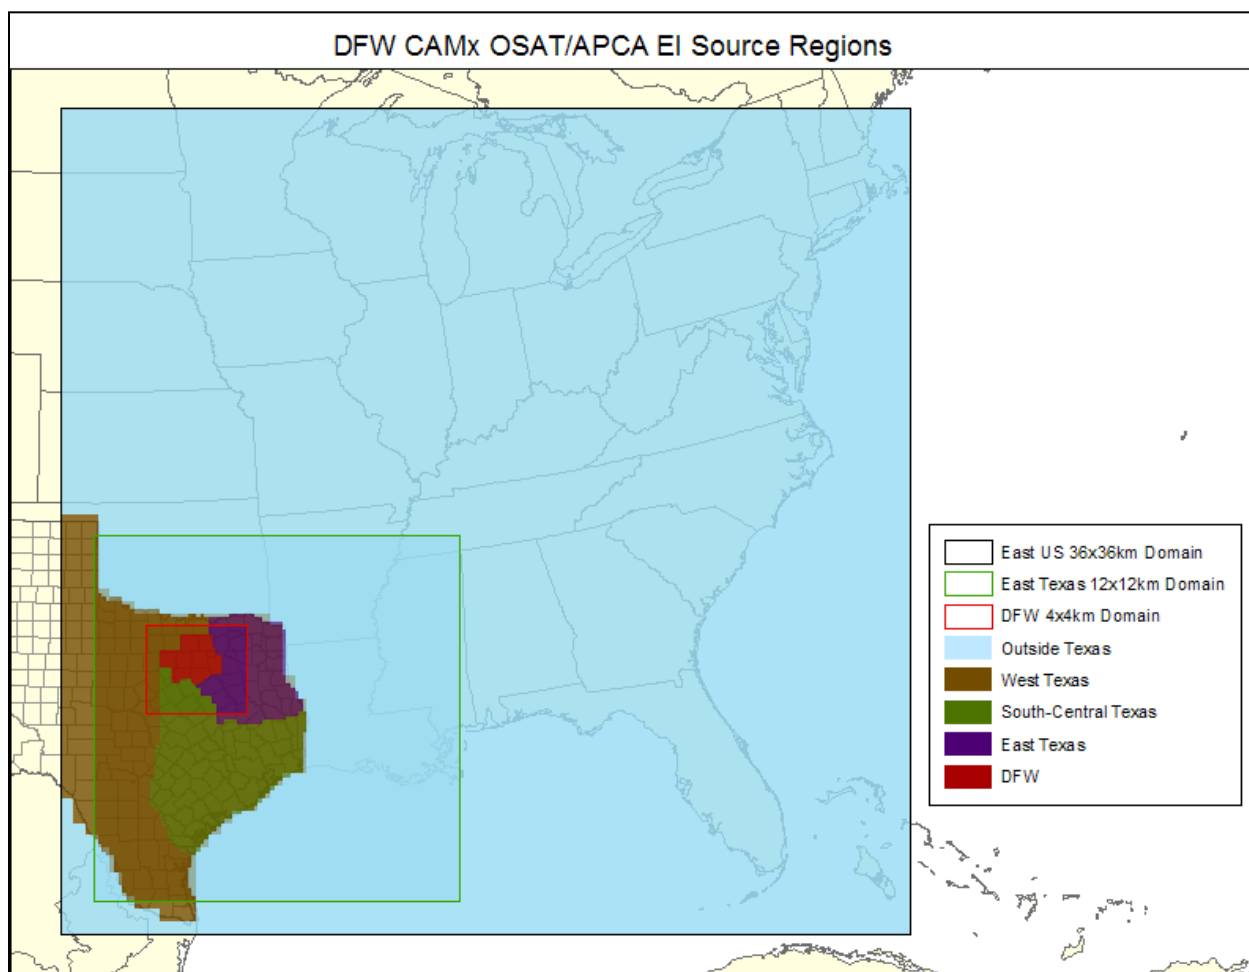 DFW CAMx OSAT/APCA EI Source Regions
East US 36x36km Domain
East Texas 12x12km Domain
DFW 4x4km Domain
Outside Texas
West Texas
South-Central Texas
East Texas
DFW